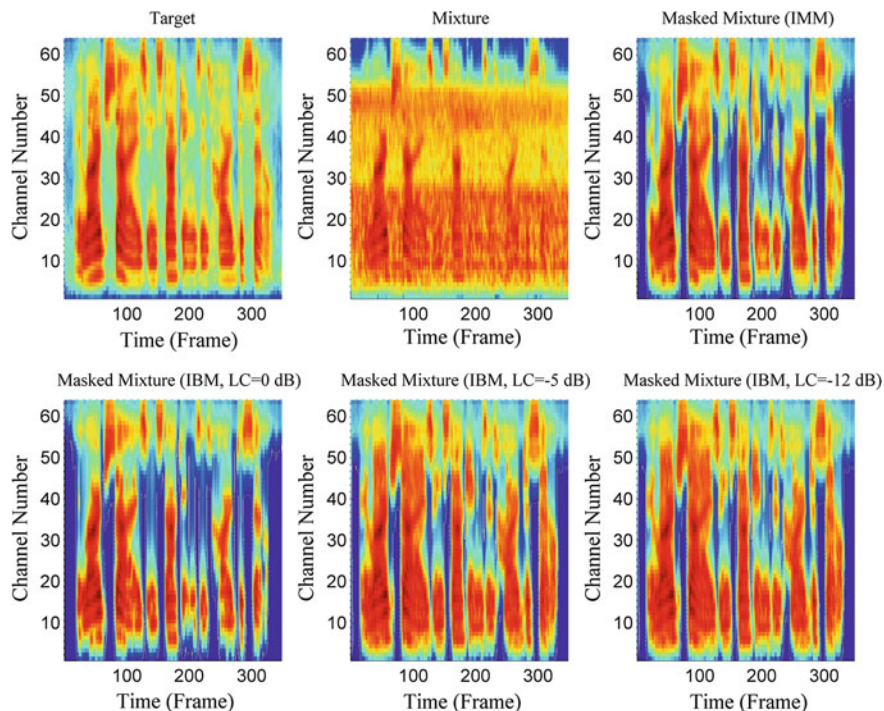 Target
Mixture
Masked Mixture (IMM)
Channel Number
60
50
40
30
20
10
100 200 300
Time (Frame)
Channel Number
60
50
40
30
20
10
100 200 300
Time (Frame)
Channel Number
60
50
40
30
20
10
100 200 300
Time (Frame)
Masked Mixture (IBM, LC=0 dB)
Masked Mixture (IBM, LC=-5 dB)
Masked Mixture (IBM, LC=-12 dB)
Channel Number
60
50
40
30
20
10
100 200 300
Time (Frame)
Channel Number
60
50
40
30
20
10
100 200 300
Time (Frame)
Channel Number
60
50
40
30
20
10
100 200 300
Time (Frame)